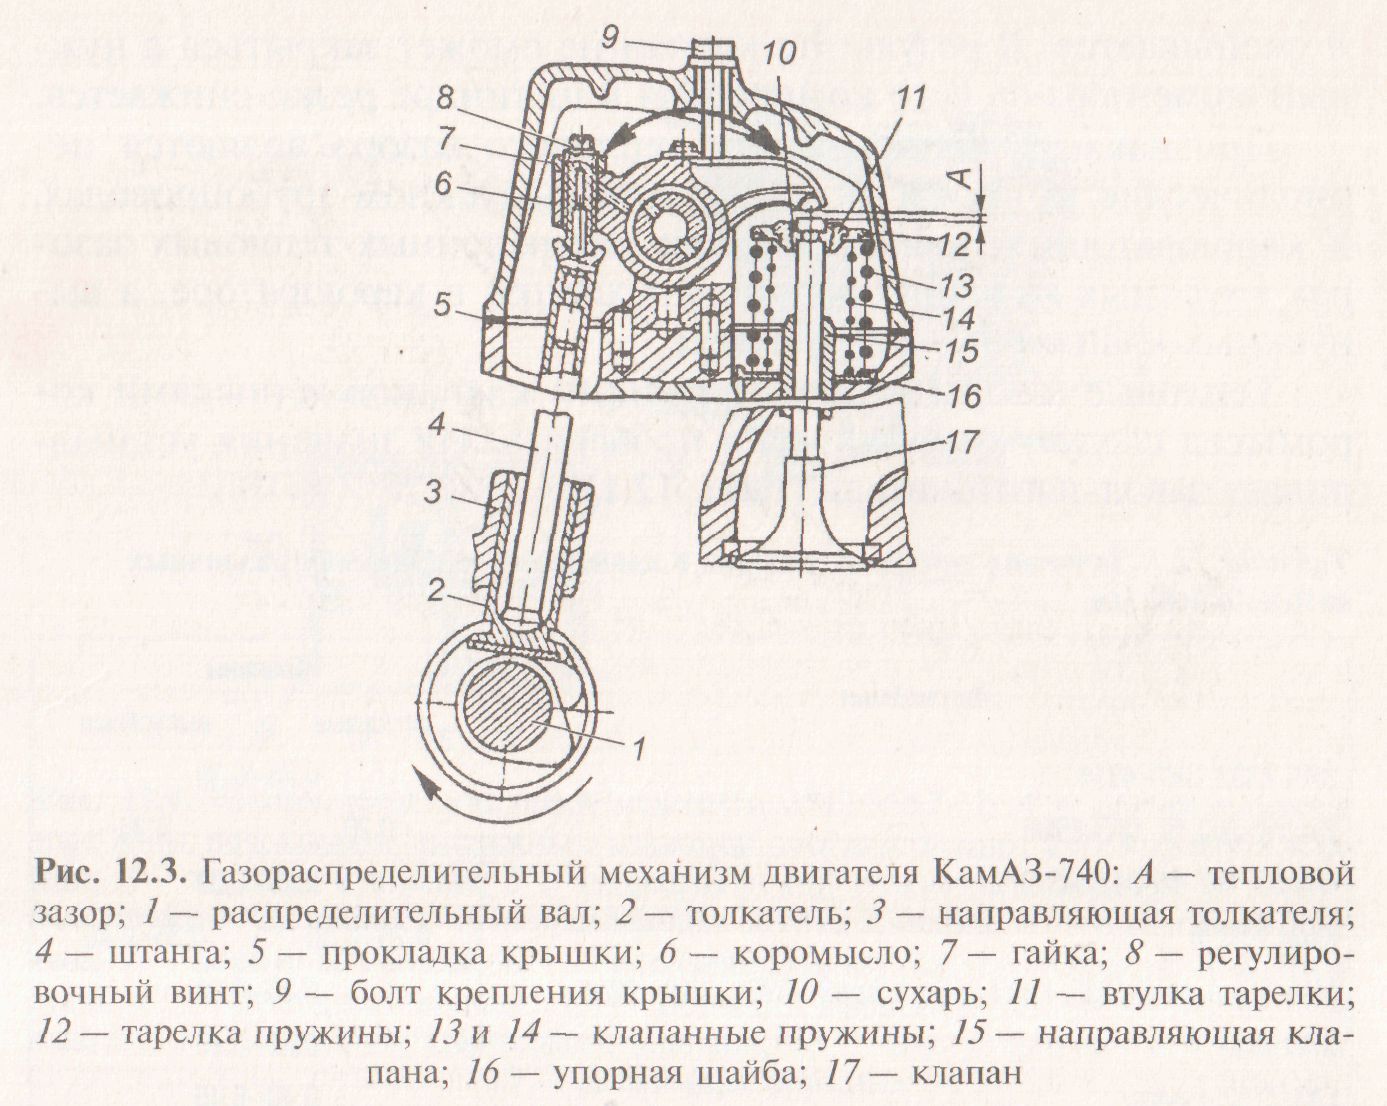 9
10
8
11
7
A
6
12
13
5
14
15
16
4
17
3
2
1
Рис. 12.3. Газораспределительный механизм двигателя КамАЗ-740: А — тепловой
зазор; 1 — распределительный вал; 2 — толкатель; 3 — направляющая толкателя;
4 — штанга; 5 — прокладка крышки; 6 — коромысло; 7 — гайка; 8 — регулиро-
вочный винт; 9 — болт крепления крышки; 10 — сухарь; 11 — втулка тарелки;
12 — тарелка пружины; 13 и 14 — клапанные пружины; 15 — направляющая кла-
пана; 16 — упорная шайба; 17 — клапан